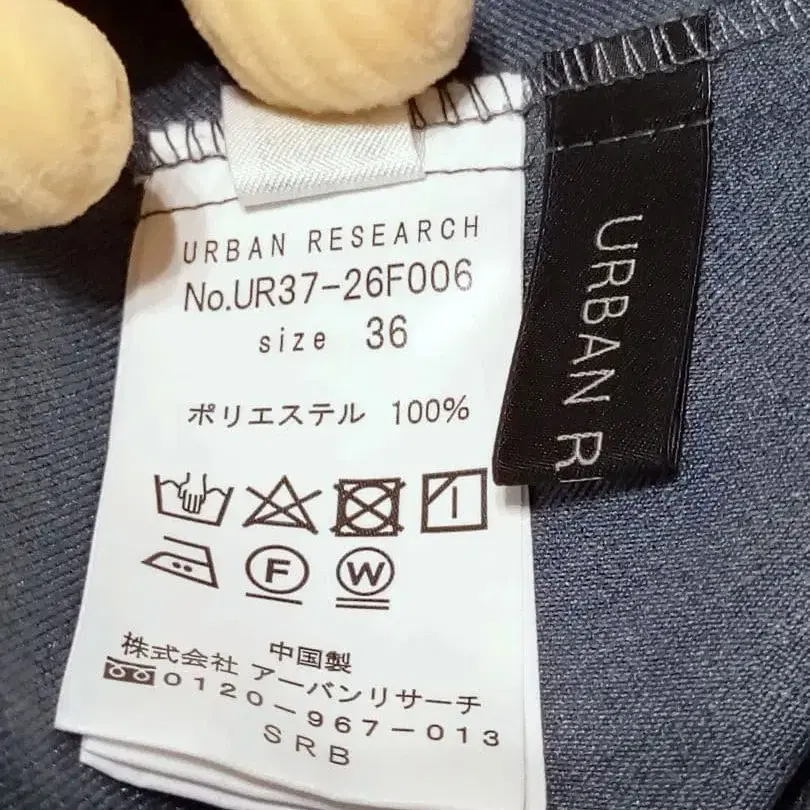 URBAN RESEARCH
No.UR37-26F006
size 36
ポリエステル 100%
F W
中国製
株式会社 アーバンリサーチ
0120-967-013
SRB
URBAN R